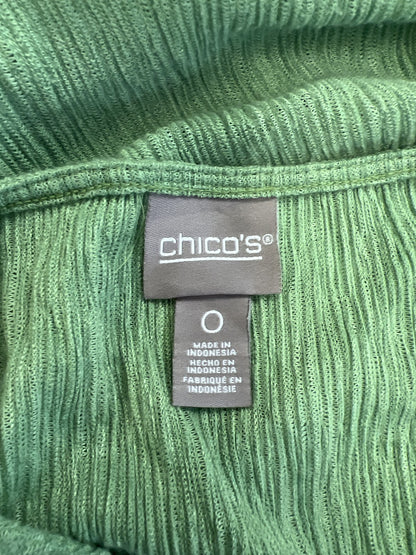 chico's®
0
MADE IN
INDONESIA
HECHO EN
INDONESIA
FABRIQUÉ EN
INDONÉSIE